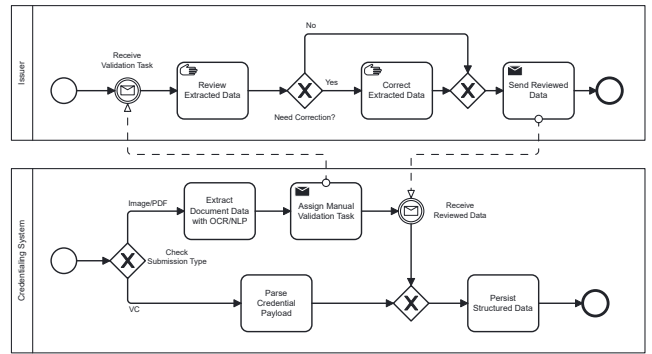 Issuer
Receive
Validation Task
Review
Extracted Data
Need Correction?
No
Yes
Correct
Extracted Data
Send Reviewed
Data
Credentialing System
Check
Submission Type
Image/PDF
VC
Extract
Document Data
with OCR/NLP
Assign Manual
Validation Task
Receive
Reviewed Data
Parse
Credential
Payload
Persist
Structured Data